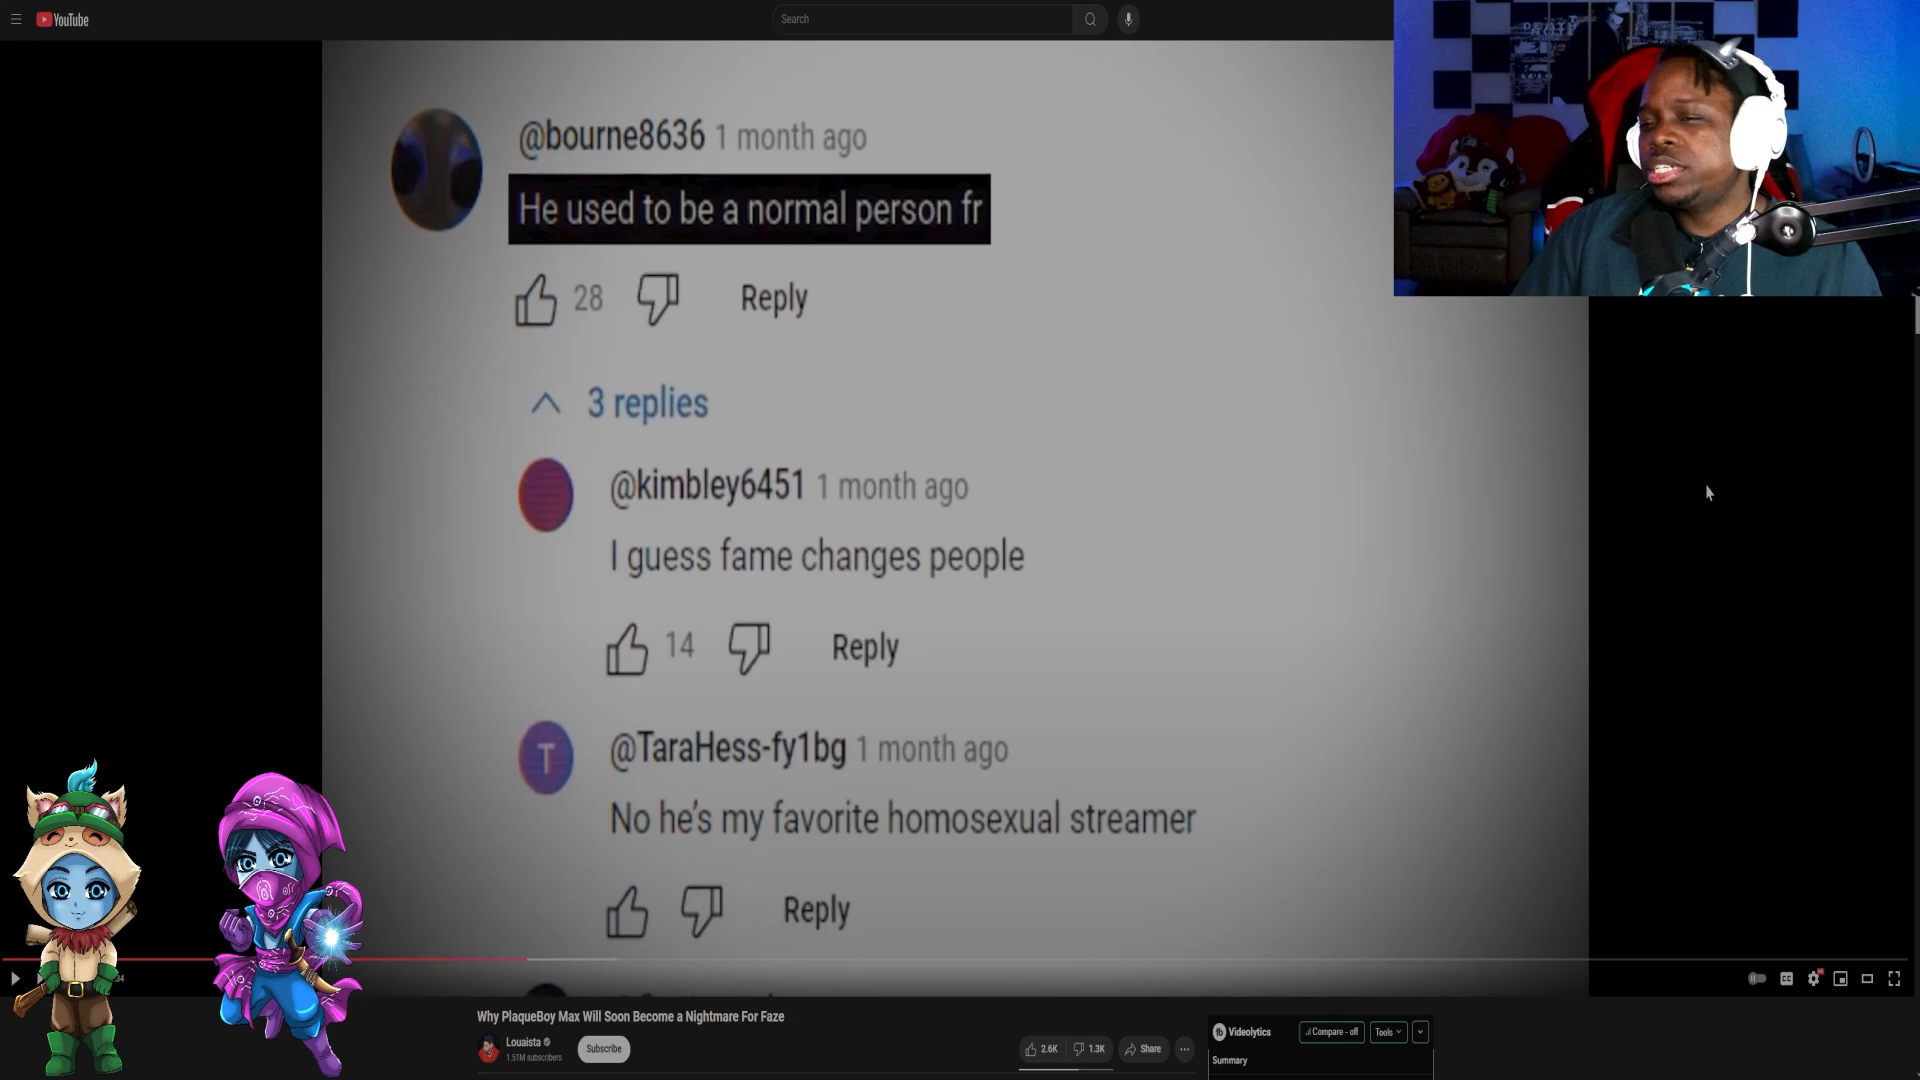 YouTube
Search
@bourne8636 1 month ago
He used to be a normal person fr
28 Reply
3 replies
@kimbley6451 1 month ago
I guess fame changes people
14 Reply
T
@TaraHess-fy1bg 1 month ago
No he's my favorite homosexual streamer
Reply
Why PlaqueBoy Max Will Soon Become a Nightmare For Faze
Louaista
1.51M subscribers
Subscribe
2.6K 1.3K Share
Videolytics Compare - off Tools
Summary